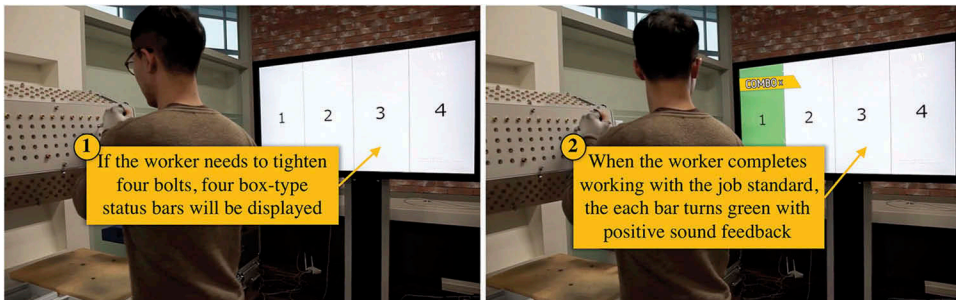 1 2 3 4
1
If the worker needs to tighten
four bolts, four box-type
status bars will be displayed
COMBO
1 2 3 4
2
When the worker completes
working with the job standard,
the each bar turns green with
positive sound feedback